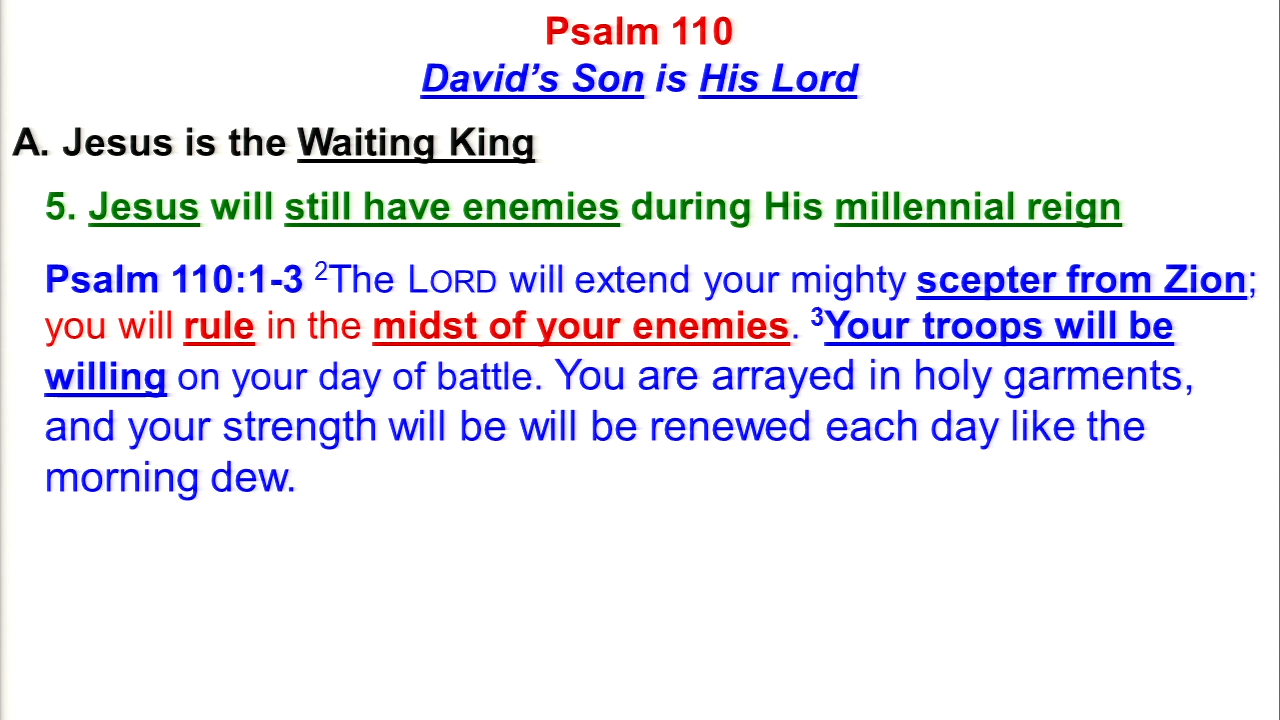 Psalm 110
David’s Son is His Lord
A. Jesus is the Waiting King
5. Jesus will still have enemies during His millennial reign
Psalm 110:1-3 ²The LORD will extend your mighty scepter from Zion;
you will rule in the midst of your enemies. ³Your troops will be
willing on your day of battle. You are arrayed in holy garments,
and your strength will be will be renewed each day like the
morning dew.